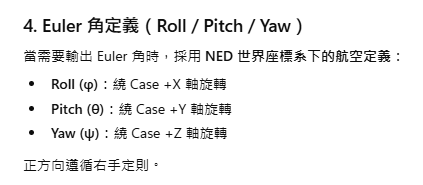 4. Euler 角定義（Roll / Pitch / Yaw）
當需要輸出 Euler 角時，採用 NED 世界座標系下的航空定義：
• Roll (φ)：繞 Case +X 軸旋轉
• Pitch (θ)：繞 Case +Y 軸旋轉
• Yaw (ψ)：繞 Case +Z 軸旋轉
正方向遵循右手定則。